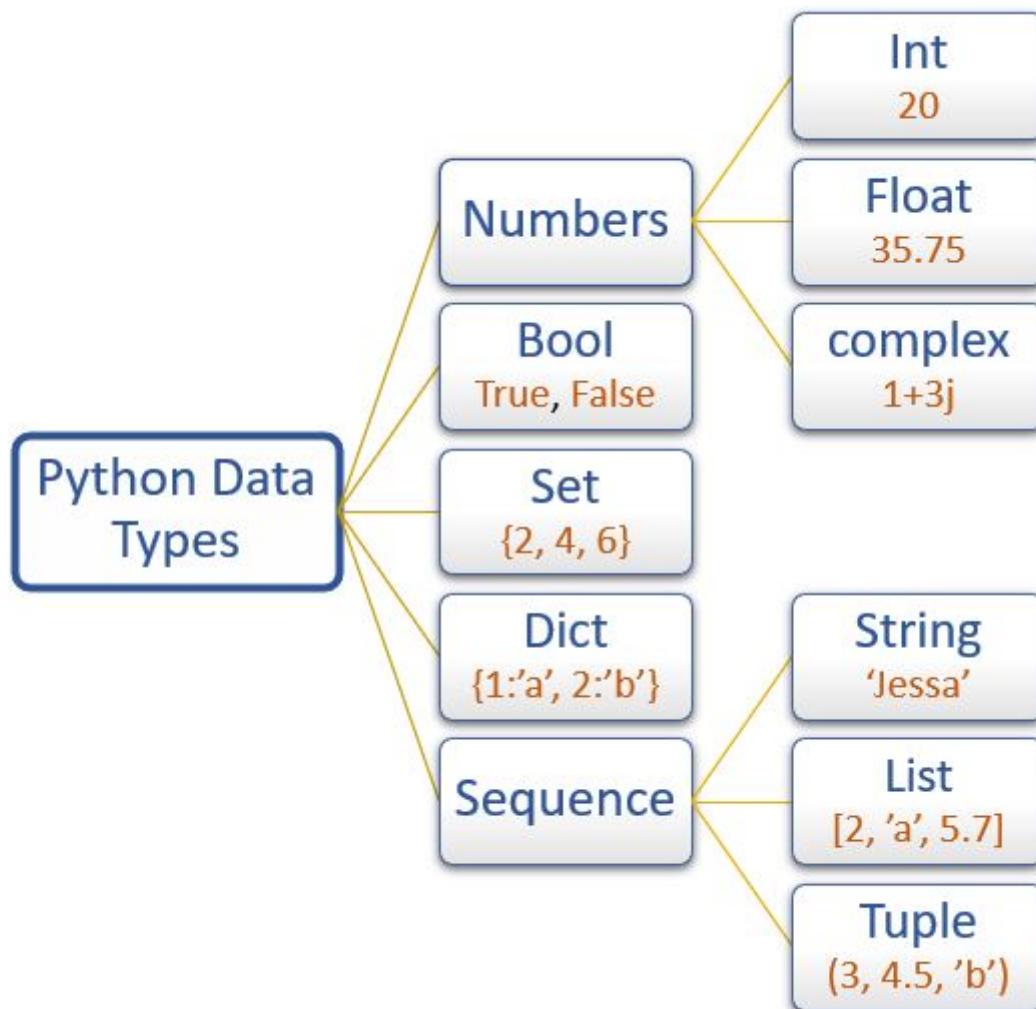 Python Data
Types
Numbers
Int
20
Float
35.75
complex
1+3j
Bool
True, False
Set
{2, 4, 6}
Dict
{1:’a’, 2:’b’}
Sequence
String
‘Jessa’
List
[2, ’a’, 5.7]
Tuple
(3, 4.5, ’b’)